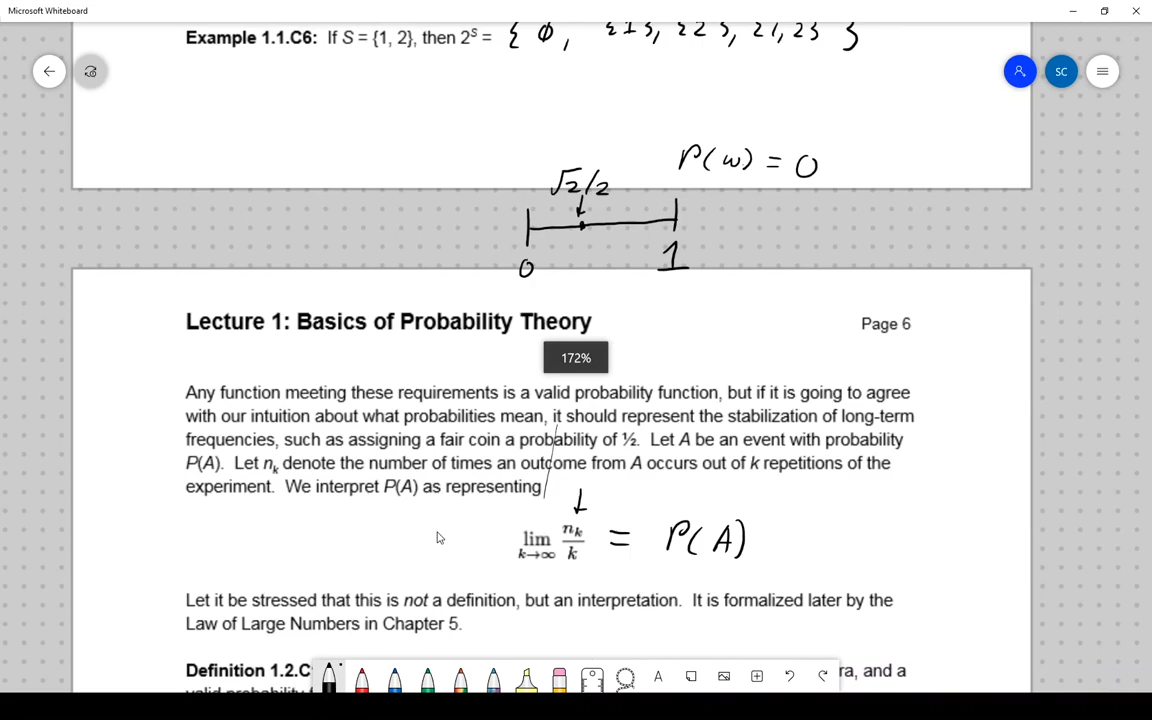 Microsoft Whiteboard
Example 1.1.C6: If S = {1, 2}, then 2^S = { ∅, {1}, {2}, {1,2} }
SC
P(ω) = 0
√2/2
0 1
Lecture 1: Basics of Probability Theory Page 6
172%
Any function meeting these requirements is a valid probability function, but if it is going to agree
with our intuition about what probabilities mean, it should represent the stabilization of long-term
frequencies, such as assigning a fair coin a probability of ½. Let A be an event with probability
P(A). Let n_k denote the number of times an outcome from A occurs out of k repetitions of the
experiment. We interpret P(A) as representing
lim k→∞ n_k/k = P(A)
Let it be stressed that this is not a definition, but an interpretation. It is formalized later by the
Law of Large Numbers in Chapter 5.
Definition 1.2.C ra, and a